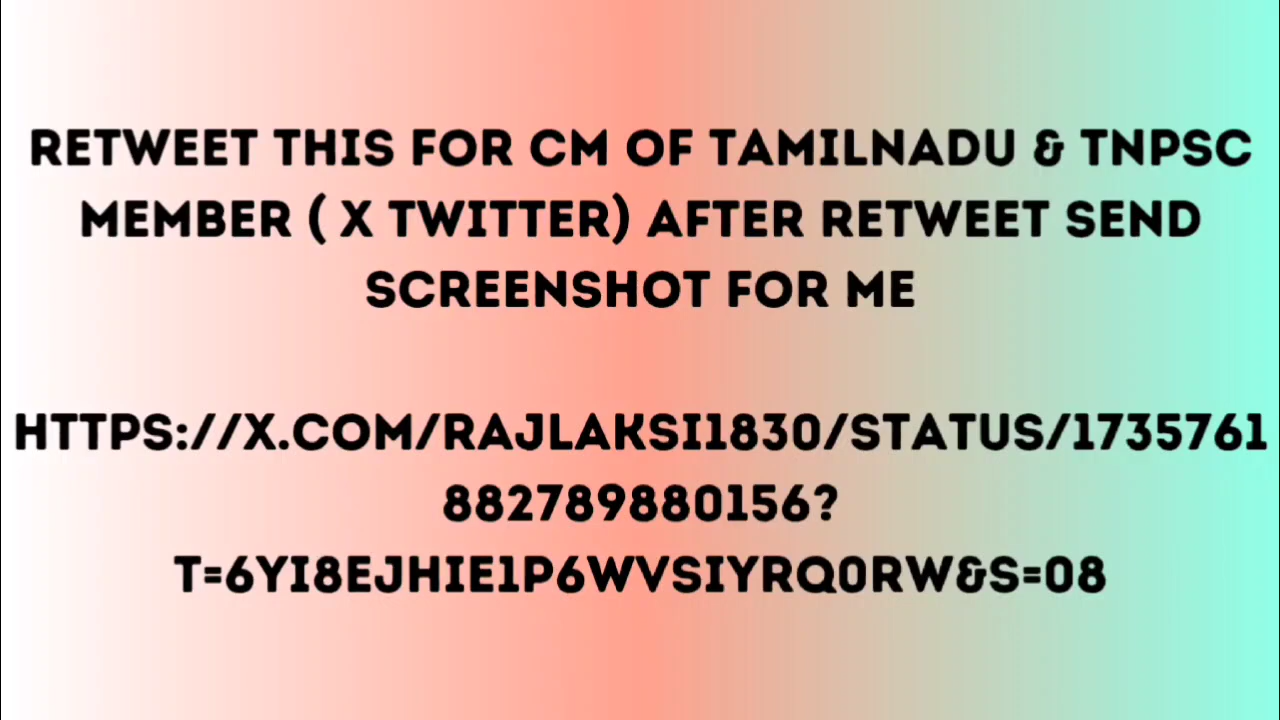 RETWEET THIS FOR CM OF TAMILNADU & TNPSC
MEMBER ( X TWITTER) AFTER RETWEET SEND
SCREENSHOT FOR ME
HTTPS://X.COM/RAJLAKSI1830/STATUS/1735761
882789880156?
T=6YI8EJHIE1P6WVSIYRQ0RW&S=08